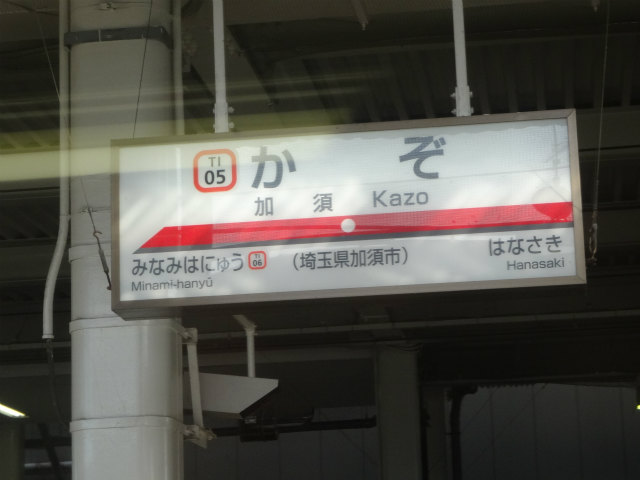 TI
05
かぞ
加須 Kazo
みなみはにゅう TI 06 (埼玉県加須市) はなさき
Minami-hanyū Hanasaki